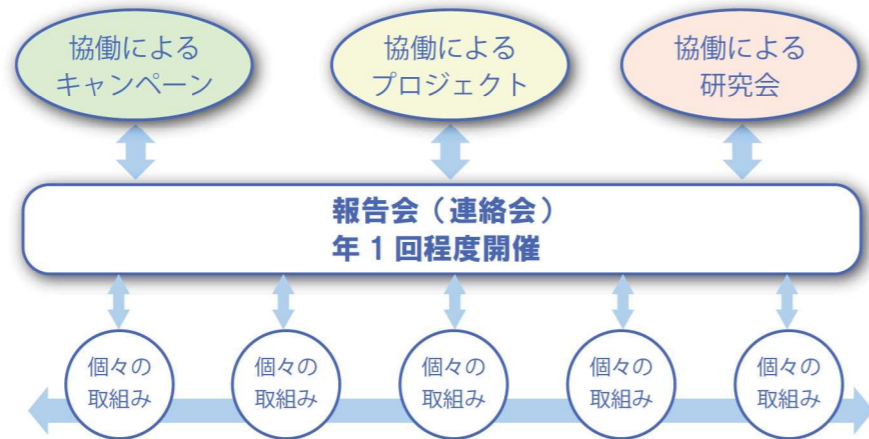 協働による
キャンペーン
協働による
プロジェクト
協働による
研究会
報告会（連絡会）
年1回程度開催
個々の
取組み
個々の
取組み
個々の
取組み
個々の
取組み
個々の
取組み